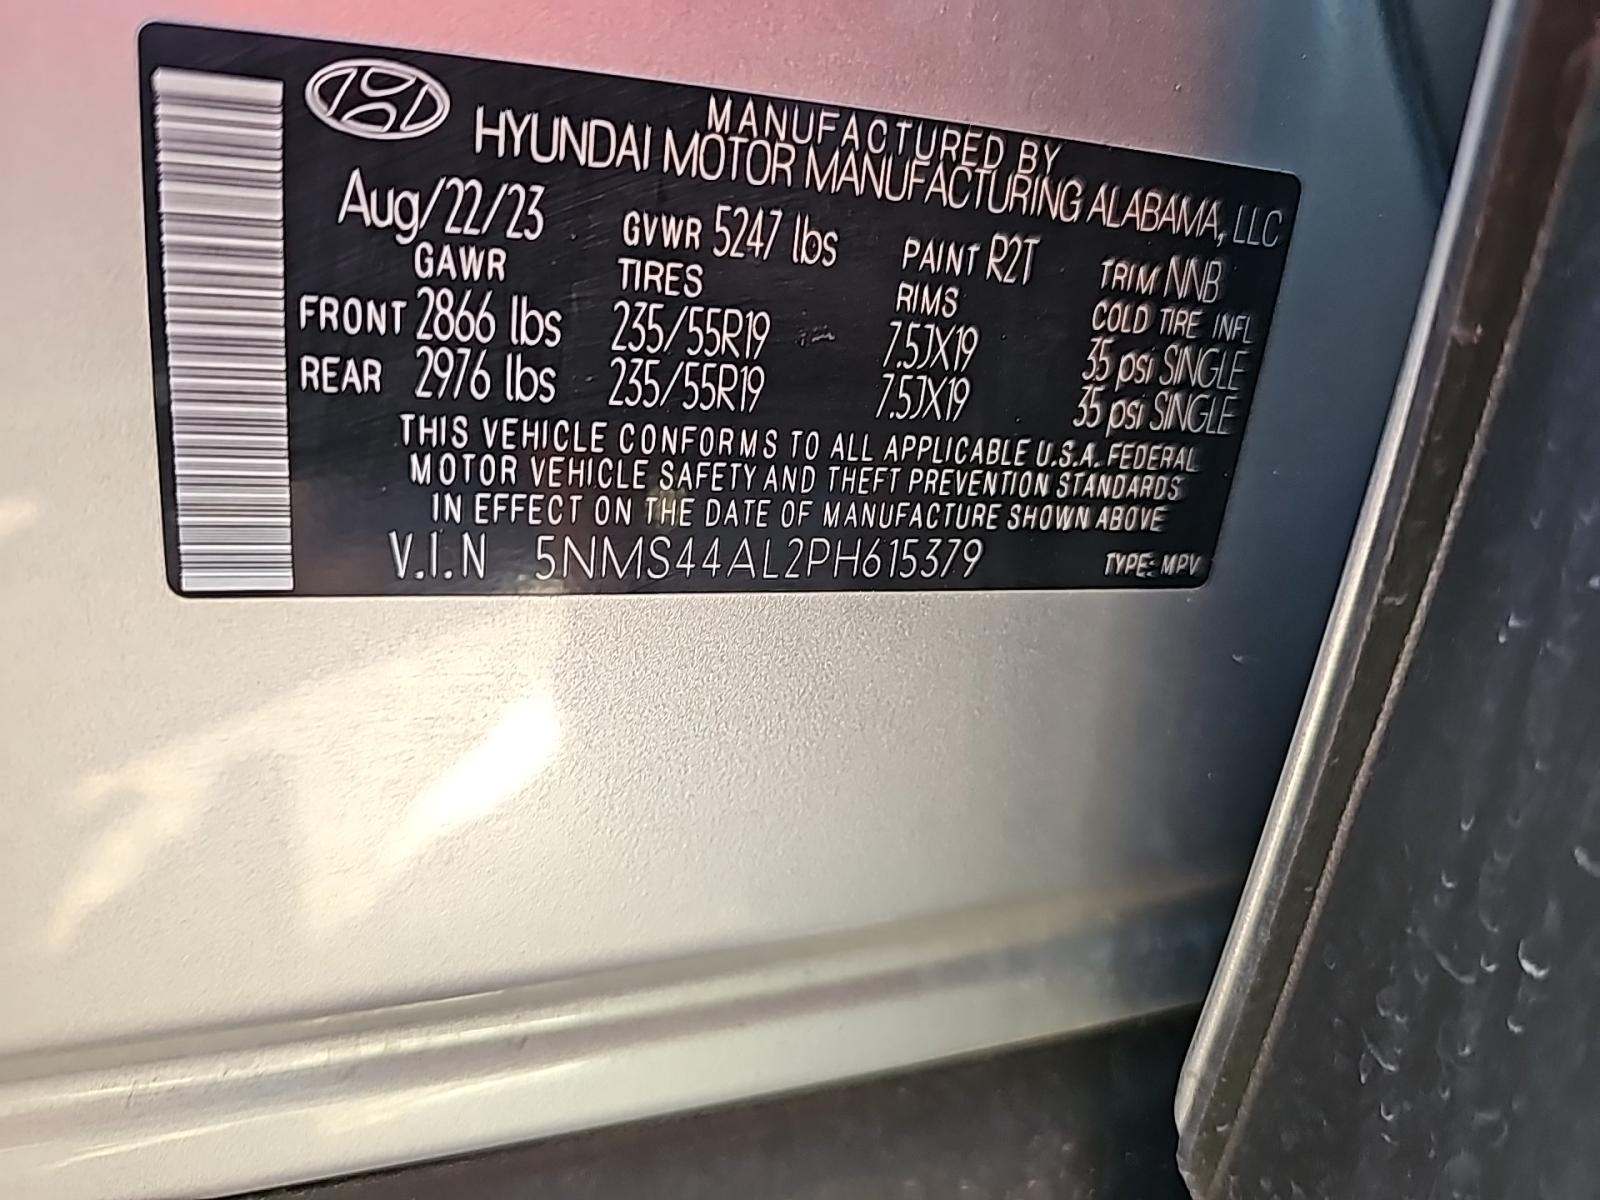 MANUFACTURED BY
HYUNDAI MOTOR MANUFACTURING ALABAMA, LLC
Aug/22/23 GVWR 5247 lbs PAINT R2T TRIM NNB
GAWR TIRES RIMS COLD TIRE INFL
FRONT 2866 lbs 235/55R19 7.5JX19 35 psi SINGLE
REAR 2976 lbs 235/55R19 7.5JX19 35 psi SINGLE
THIS VEHICLE CONFORMS TO ALL APPLICABLE U.S.A. FEDERAL
MOTOR VEHICLE SAFETY AND THEFT PREVENTION STANDARDS
IN EFFECT ON THE DATE OF MANUFACTURE SHOWN ABOVE
V.I.N 5NMS44AL2PH615379 TYPE: MPV